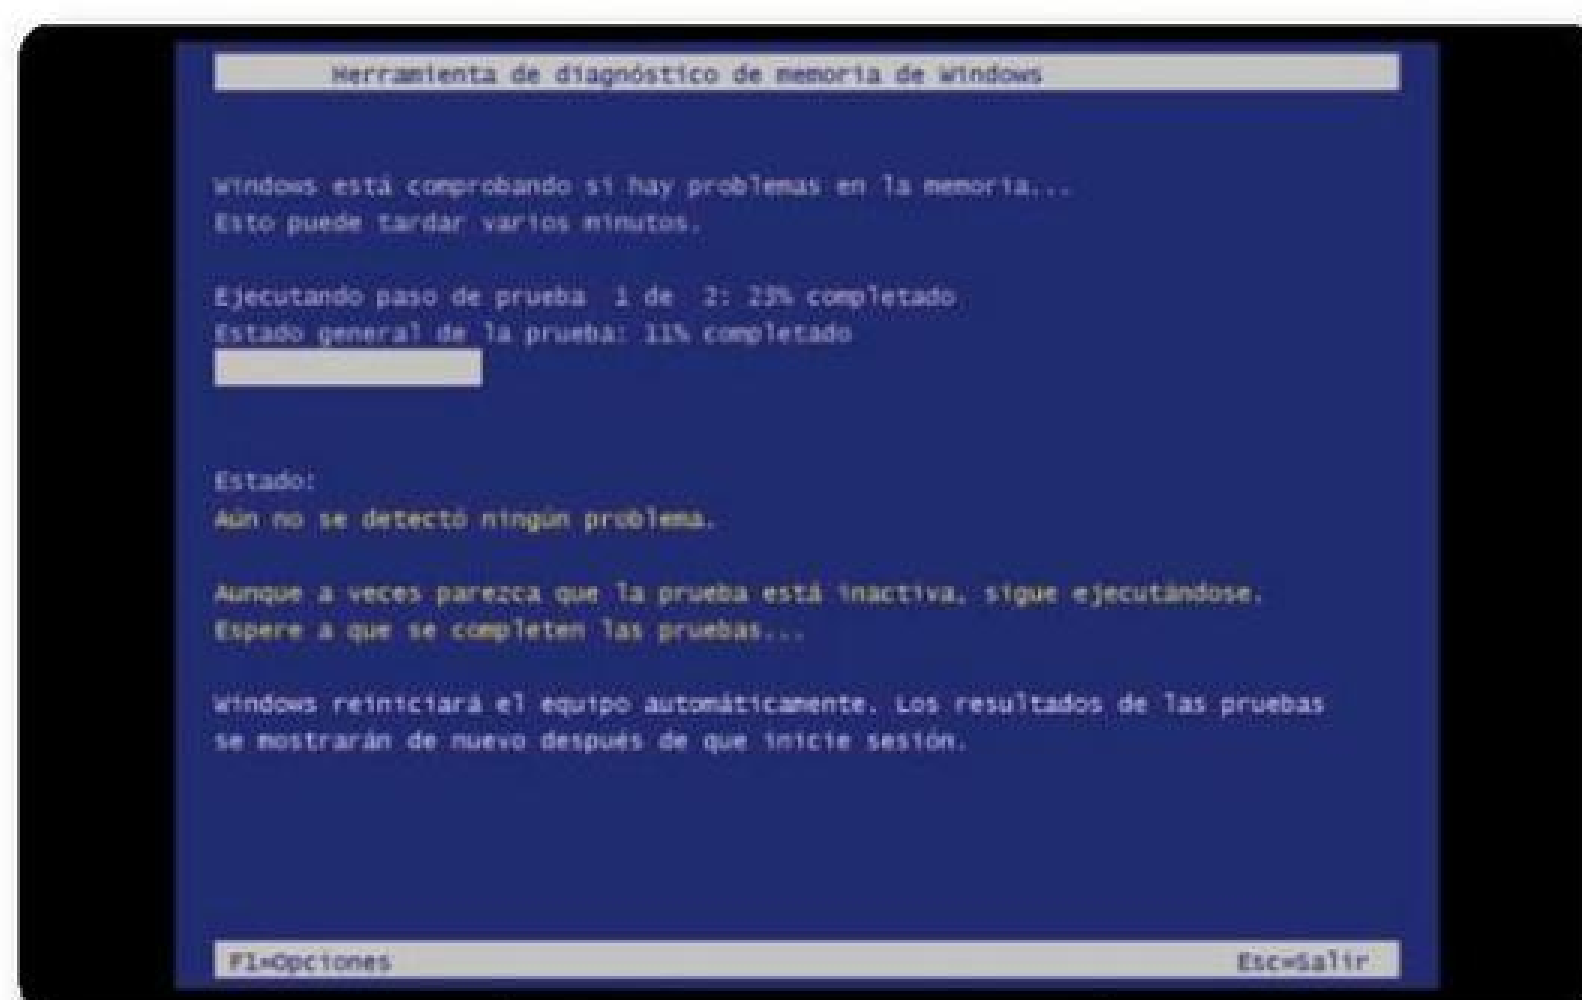 Herramienta de diagnóstico de memoria de Windows
Windows está comprobando si hay problemas en la memoria...
Esto puede tardar varios minutos.
Ejecutando paso de prueba 1 de 2: 23% completado
Estado general de la prueba: 11% completado
Estado:
Aún no se detectó ningún problema.
Aunque a veces parezca que la prueba está inactiva, sigue ejecutándose.
Espere a que se completen las pruebas...
Windows reiniciará el equipo automáticamente. Los resultados de las pruebas
se mostrarán de nuevo después de que inicie sesión.
F1=Opciones Esc=Salir